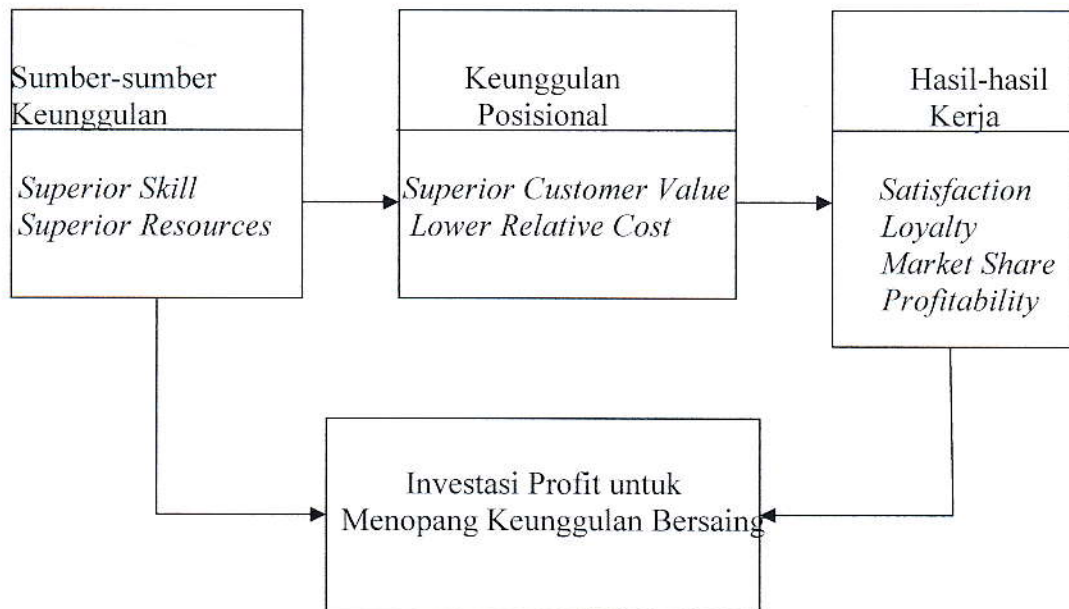 Sumber-sumber
Keunggulan
Superior Skill
Superior Resources
Keunggulan
Posisional
Superior Customer Value
Lower Relative Cost
Hasil-hasil
Kerja
Satisfaction
Loyalty
Market Share
Profitability
Investasi Profit untuk
Menopang Keunggulan Bersaing